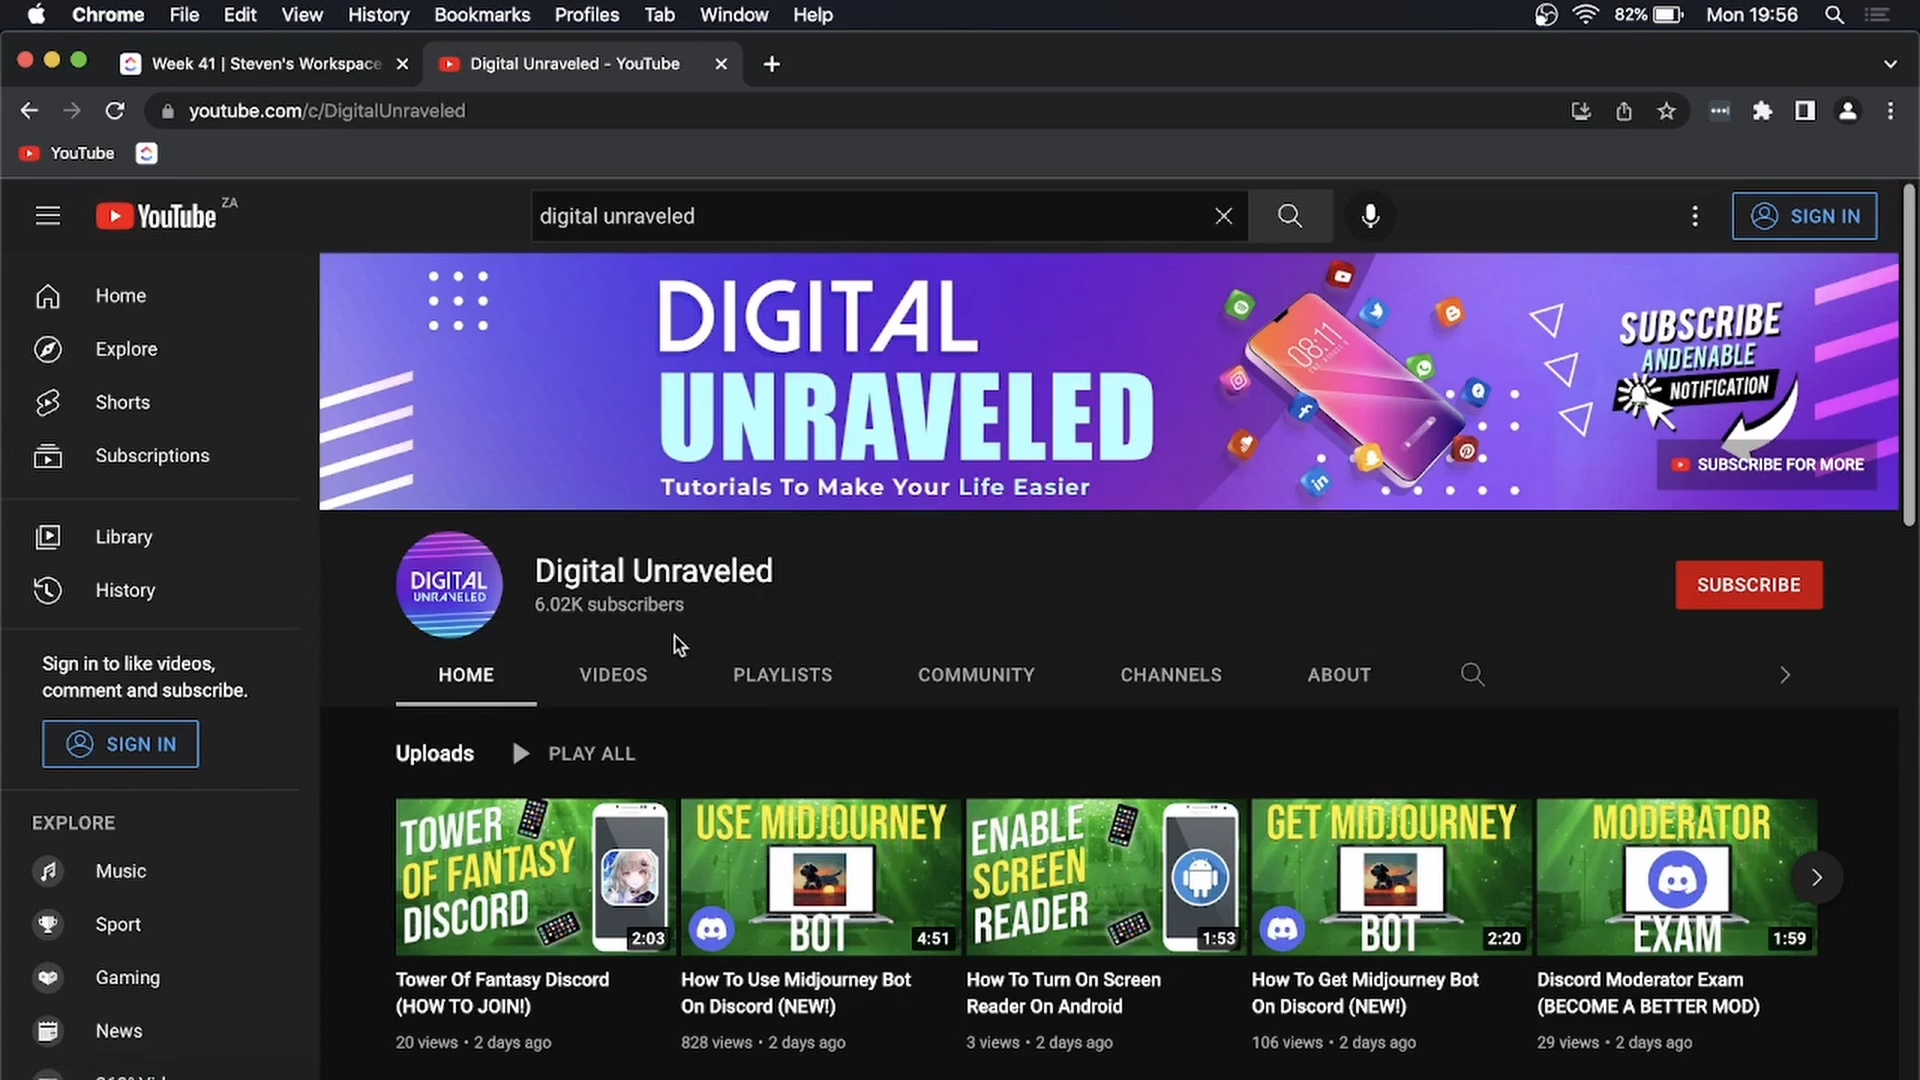 Chrome File Edit View History Bookmarks Profiles Tab Window Help 82% Mon 19:56
Week 41 | Steven's Workspace Digital Unraveled - YouTube
youtube.com/c/DigitalUnraveled
YouTube
YouTube ZA
digital unraveled
SIGN IN
Home
Explore
Shorts
Subscriptions
Library
History
Sign in to like videos,
comment and subscribe.
SIGN IN
EXPLORE
Music
Sport
Gaming
News
DIGITAL
UNRAVELED
Tutorials To Make Your Life Easier
08:11
SUBSCRIBE
ANDENABLE
NOTIFICATION
SUBSCRIBE FOR MORE
DIGITAL
UNRAVELED
Digital Unraveled
6.02K subscribers
SUBSCRIBE
HOME VIDEOS PLAYLISTS COMMUNITY CHANNELS ABOUT
Uploads PLAY ALL
TOWER
OF FANTASY
DISCORD
2:03
USE MIDJOURNEY
BOT
4:51
ENABLE
SCREEN
READER
1:53
GET MIDJOURNEY
BOT
2:20
MODERATOR
EXAM
1:59
Tower Of Fantasy Discord
(HOW TO JOIN!)
20 views • 2 days ago
How To Use Midjourney Bot
On Discord (NEW!)
828 views • 2 days ago
How To Turn On Screen
Reader On Android
3 views • 2 days ago
How To Get Midjourney Bot
On Discord (NEW!)
106 views • 2 days ago
Discord Moderator Exam
(BECOME A BETTER MOD)
29 views • 2 days ago